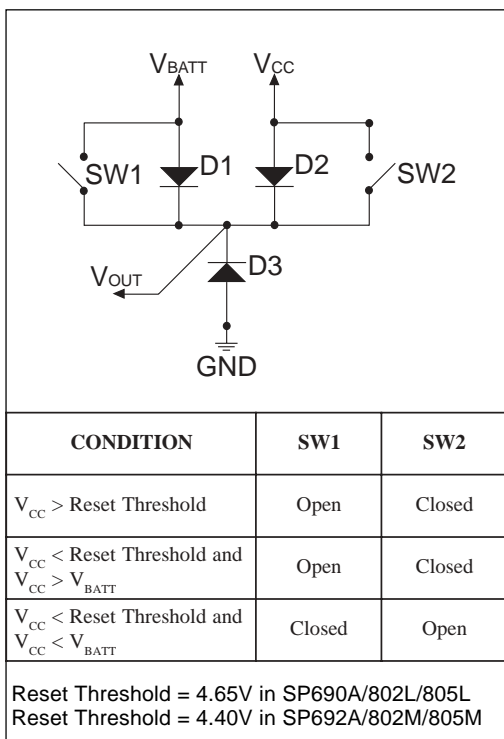 VBATT VCC
SW1 D1 D2 SW2
VOUT D3
GND
CONDITION SW1 SW2
VCC > Reset Threshold Open Closed
VCC < Reset Threshold and
VCC > VBATT Open Closed
VCC < Reset Threshold and
VCC < VBATT Closed Open
Reset Threshold = 4.65V in SP690A/802L/805L
Reset Threshold = 4.40V in SP692A/802M/805M